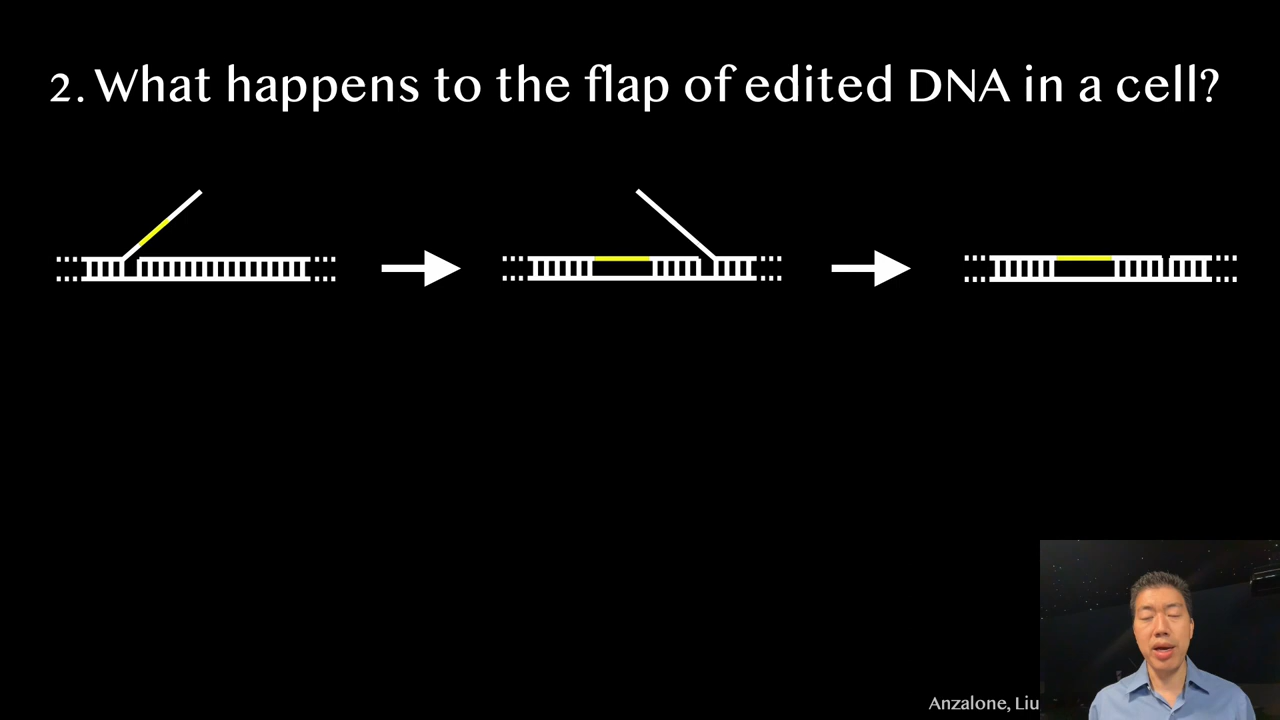 2. What happens to the flap of edited DNA in a cell?
Anzalone, Liu